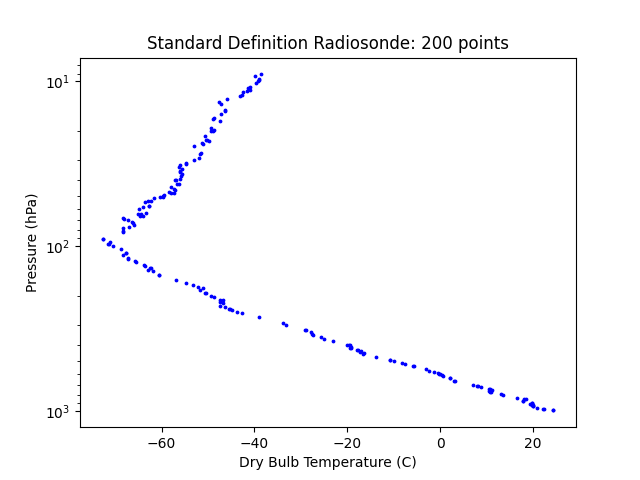 Standard Definition Radiosonde: 200 points
10¹
10²
10³
Pressure (hPa)
−60 −40 −20 0 20
Dry Bulb Temperature (C)